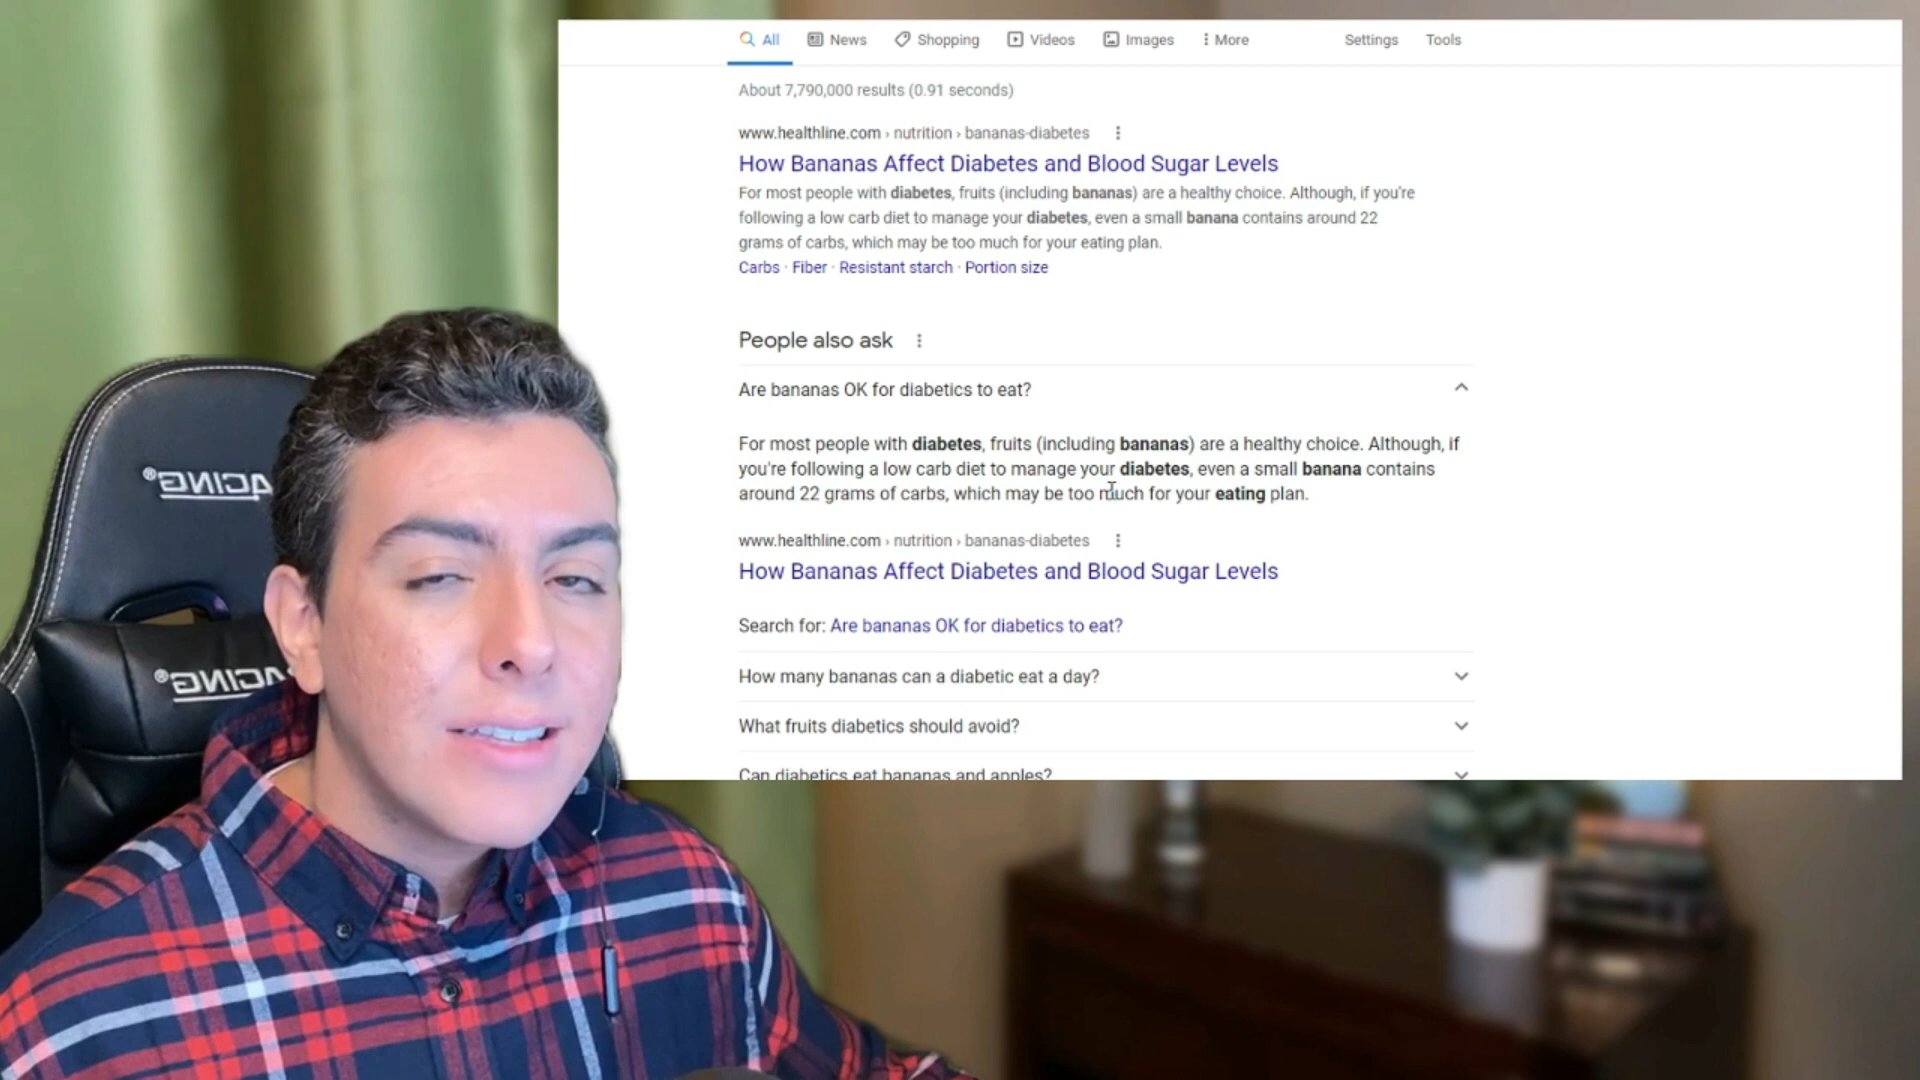 All News Shopping Videos Images More Settings Tools
About 7,790,000 results (0.91 seconds)
www.healthline.com › nutrition › bananas-diabetes
How Bananas Affect Diabetes and Blood Sugar Levels
For most people with diabetes, fruits (including bananas) are a healthy choice. Although, if you're
following a low carb diet to manage your diabetes, even a small banana contains around 22
grams of carbs, which may be too much for your eating plan.
Carbs · Fiber · Resistant starch · Portion size
People also ask
Are bananas OK for diabetics to eat?
For most people with diabetes, fruits (including bananas) are a healthy choice. Although, if
you're following a low carb diet to manage your diabetes, even a small banana contains
around 22 grams of carbs, which may be too much for your eating plan.
www.healthline.com › nutrition › bananas-diabetes
How Bananas Affect Diabetes and Blood Sugar Levels
Search for: Are bananas OK for diabetics to eat?
How many bananas can a diabetic eat a day?
What fruits diabetics should avoid?
Can diabetics eat bananas and apples?
ACING®
ACING®